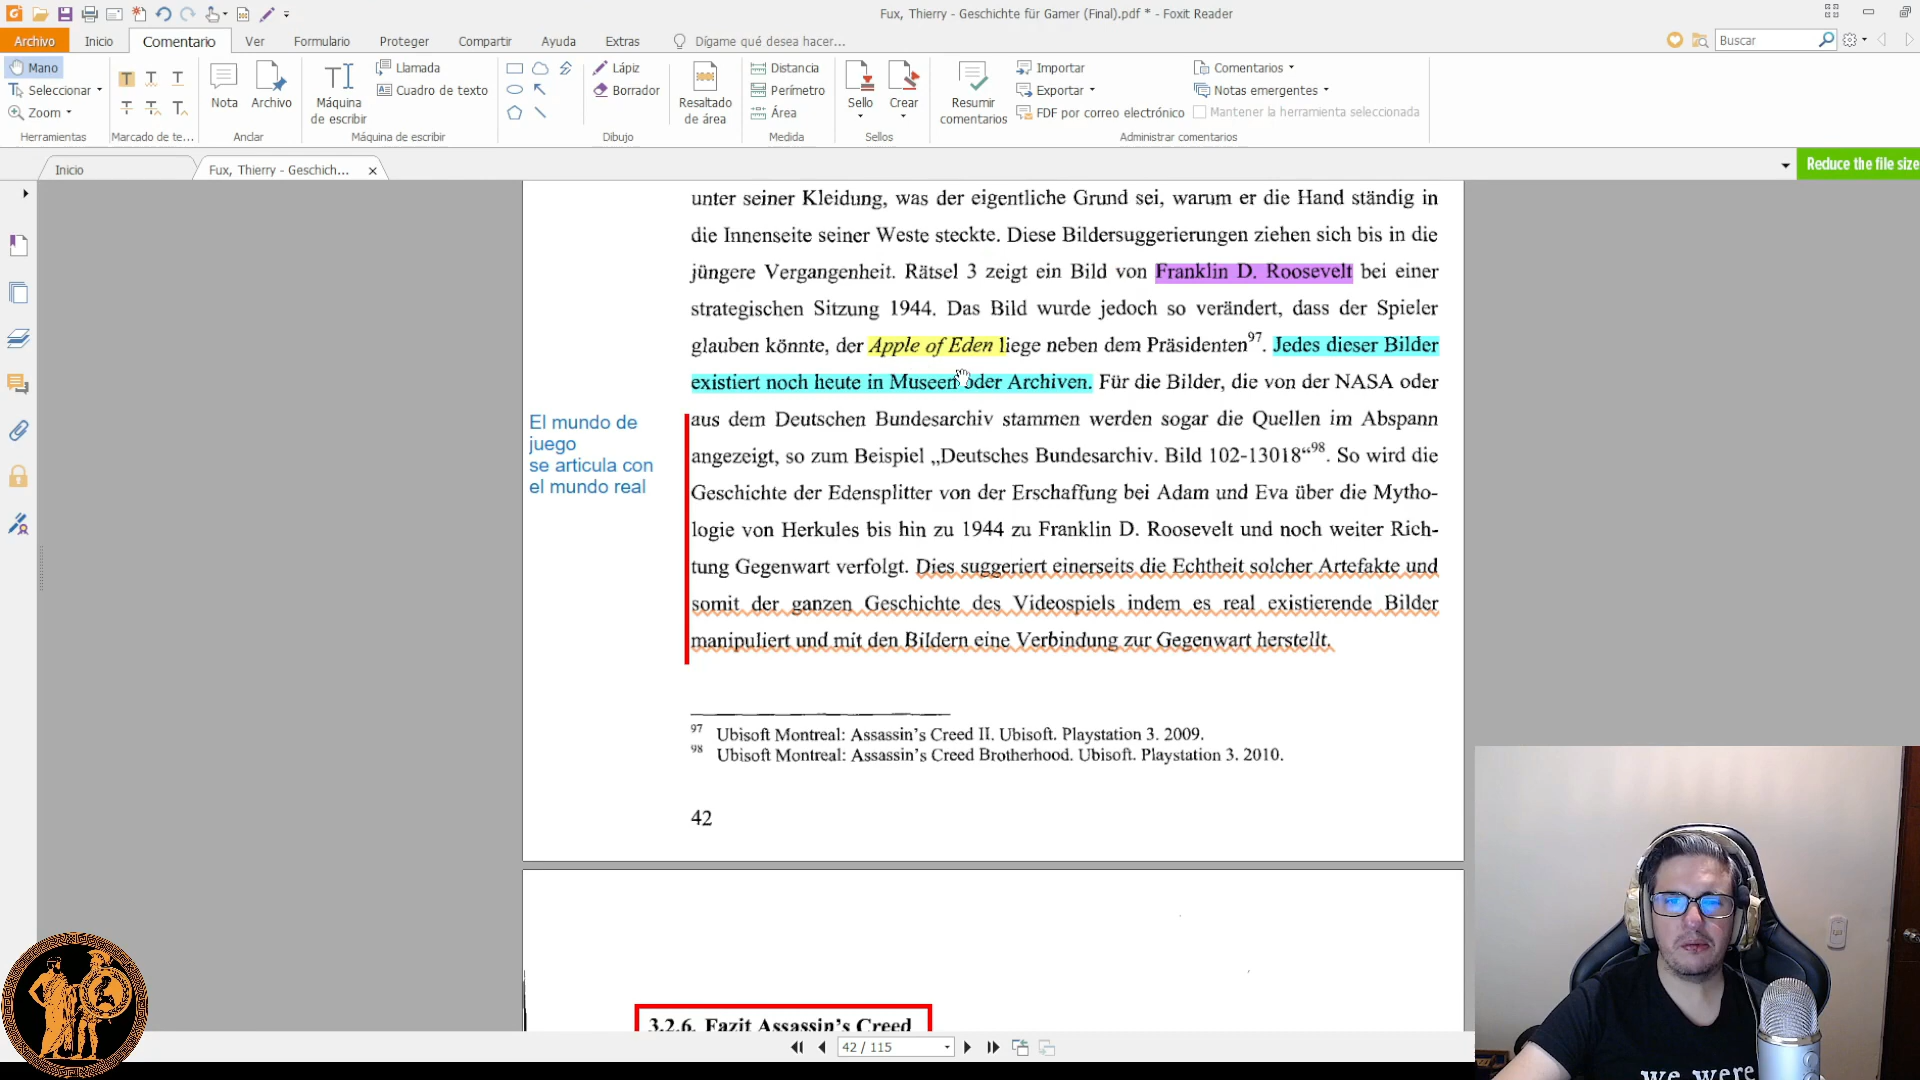 Fux, Thierry - Geschichte für Gamer (Final).pdf * - Foxit Reader
Archivo Inicio Comentario Ver Formulario Proteger Compartir Ayuda Extras Dígame qué desea hacer... Buscar
Mano
Seleccionar
Zoom
Herramientas
Marcado de te...
Nota Archivo
Anclar
Máquina
de escribir
Llamada
Cuadro de texto
Máquina de escribir
Lápiz
Borrador
Dibujo
Resaltado
de área
Distancia
Perímetro
Área
Medida
Sello Crear
Sellos
Resumir
comentarios
Importar
Exportar
FDF por correo electrónico
Comentarios
Notas emergentes
Mantener la herramienta seleccionada
Administrar comentarios
Inicio Fux, Thierry - Geschich... Reduce the file size
unter seiner Kleidung, was der eigentliche Grund sei, warum er die Hand ständig in
die Innenseite seiner Weste steckte. Diese Bildersuggerierungen ziehen sich bis in die
jüngere Vergangenheit. Rätsel 3 zeigt ein Bild von Franklin D. Roosevelt bei einer
strategischen Sitzung 1944. Das Bild wurde jedoch so verändert, dass der Spieler
glauben könnte, der Apple of Eden liege neben dem Präsidenten97. Jedes dieser Bilder
existiert noch heute in Museen oder Archiven. Für die Bilder, die von der NASA oder
aus dem Deutschen Bundesarchiv stammen werden sogar die Quellen im Abspann
angezeigt, so zum Beispiel „Deutsches Bundesarchiv. Bild 102-13018“98. So wird die
Geschichte der Edensplitter von der Erschaffung bei Adam und Eva über die Mytho-
logie von Herkules bis hin zu 1944 zu Franklin D. Roosevelt und noch weiter Rich-
tung Gegenwart verfolgt. Dies suggeriert einerseits die Echtheit solcher Artefakte und
somit der ganzen Geschichte des Videospiels indem es real existierende Bilder
manipuliert und mit den Bildern eine Verbindung zur Gegenwart herstellt.
El mundo de
juego
se articula con
el mundo real
97 Ubisoft Montreal: Assassin's Creed II. Ubisoft. Playstation 3. 2009.
98 Ubisoft Montreal: Assassin's Creed Brotherhood. Ubisoft. Playstation 3. 2010.
42
3.2.6. Fazit Assassin's Creed
42 / 115
we were